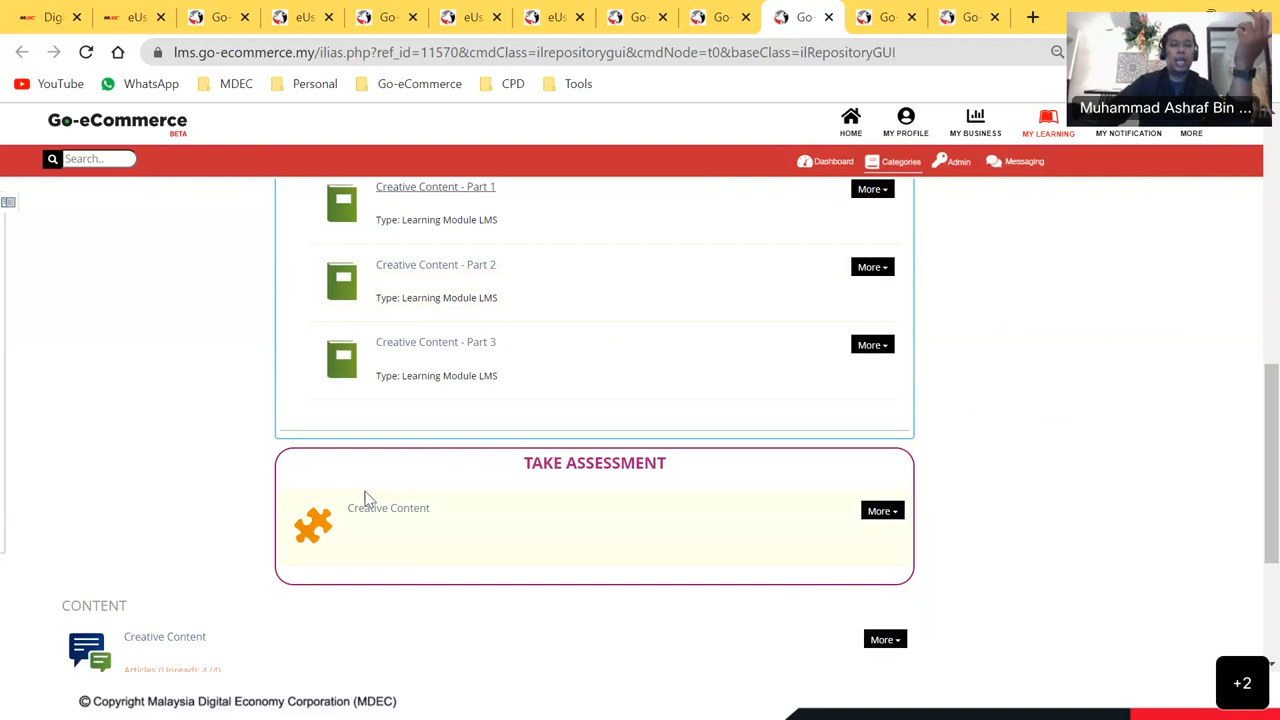 Digi
Go-
eUs
Go-
eUs
eUs
Go-
Go-
Go-
Go-
Go-
lms.go-ecommerce.my/ilias.php?ref_id=11570&cmdClass=ilrepositorygui&cmdNode=t0&baseClass=ilRepositoryGUI
YouTube
WhatsApp
MDEC
Personal
Go-eCommerce
CPD
Tools
Muhammad Ashraf Bin ...
Go-eCommerce
BETA
HOME
MY PROFILE
MY BUSINESS
MY LEARNING
MY NOTIFICATION
MORE
Search..
Dashboard
Categories
Admin
Messaging
Creative Content - Part 1
More
Type: Learning Module LMS
Creative Content - Part 2
More
Type: Learning Module LMS
Creative Content - Part 3
More
Type: Learning Module LMS
TAKE ASSESSMENT
Creative Content
More
CONTENT
Creative Content
More
Articles (Unread): 4 (4)
+2
© Copyright Malaysia Digital Economy Corporation (MDEC)